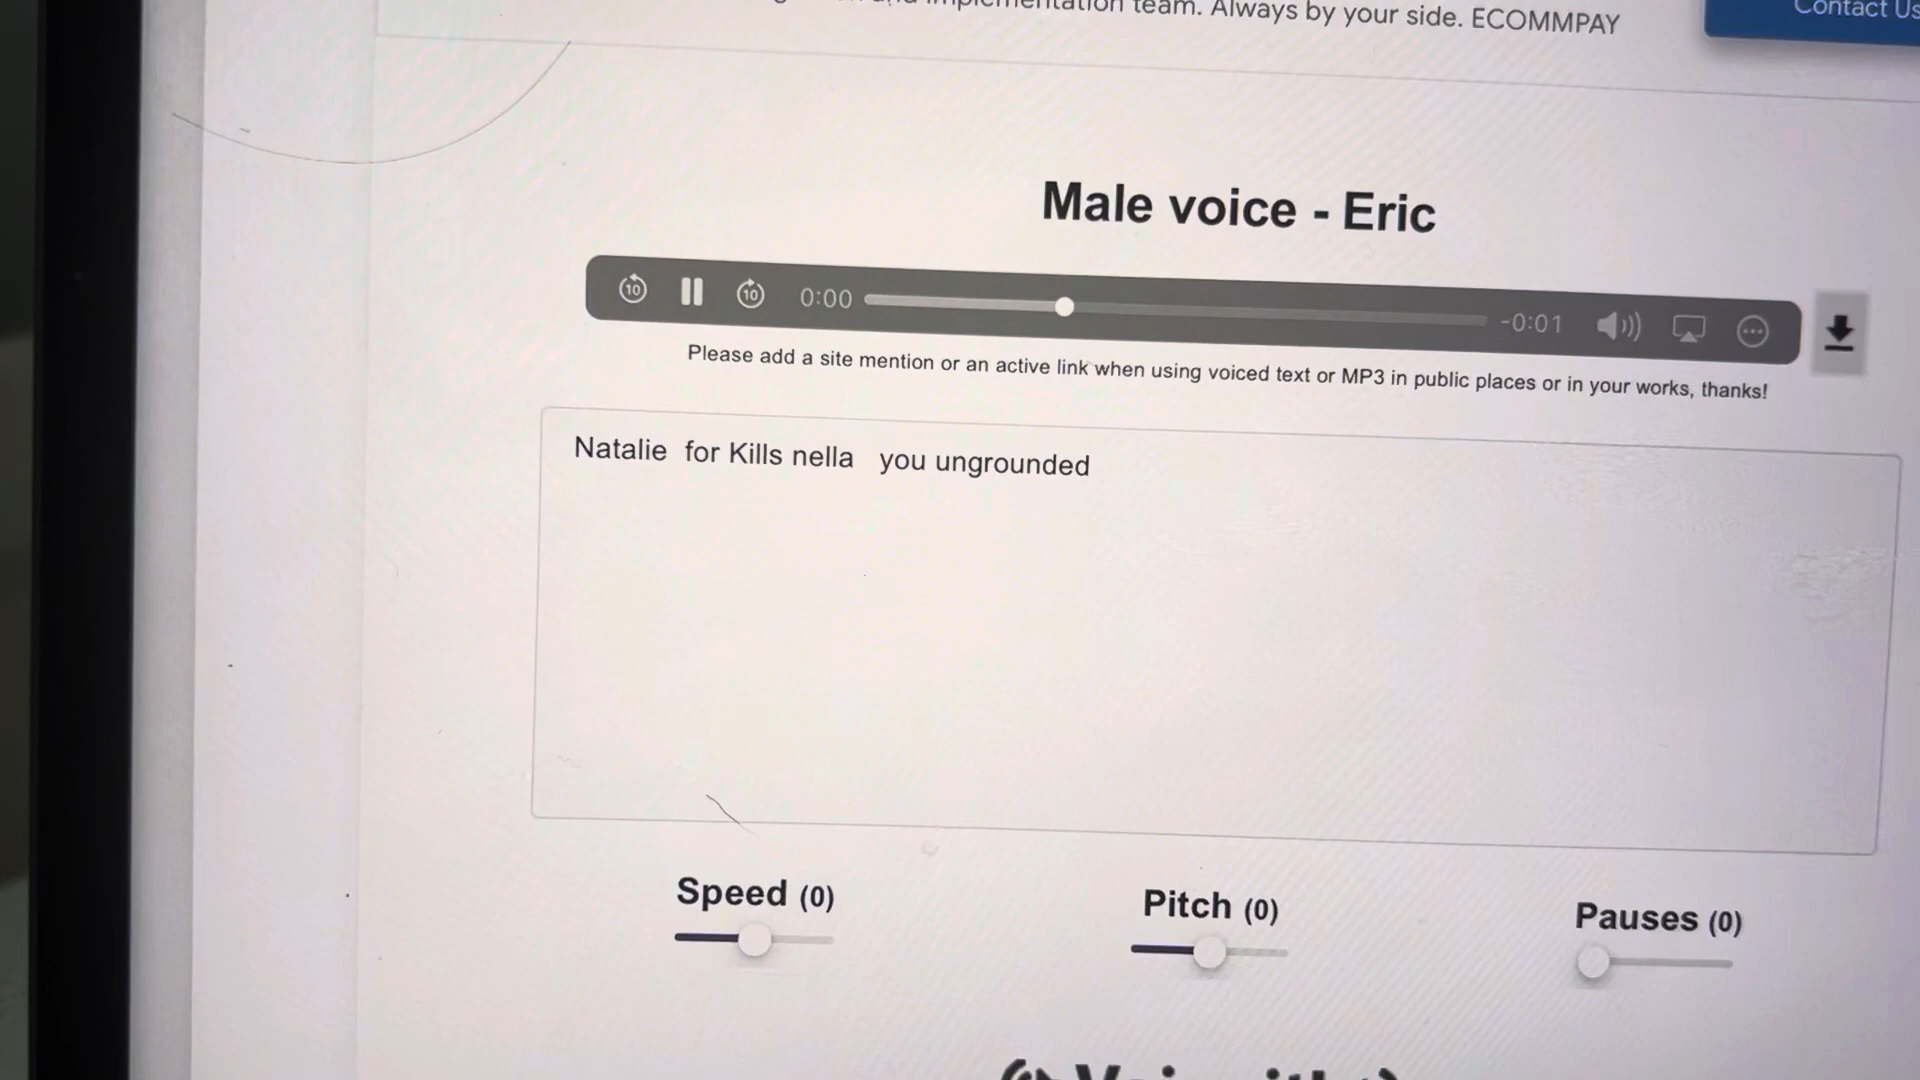 team. Always by your side. ECOMMPAY
Contact Us
Male voice - Eric
10
10
0:00
-0:01
Please add a site mention or an active link when using voiced text or MP3 in public places or in your works, thanks!
Natalie for Kills nella you ungrounded
Speed (0)
Pitch (0)
Pauses (0)